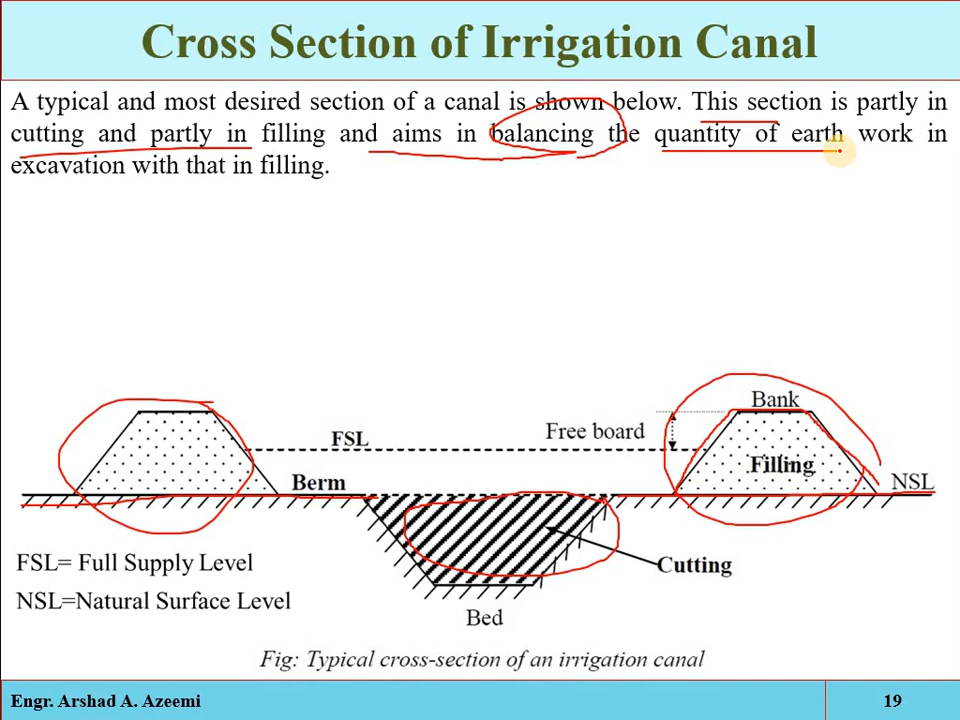 Cross Section of Irrigation Canal
A typical and most desired section of a canal is shown below. This section is partly in
cutting and partly in filling and aims in balancing the quantity of earth work in
excavation with that in filling.
Bank
FSL
Free board
Filling
Berm
NSL
FSL= Full Supply Level
Cutting
NSL=Natural Surface Level
Bed
Fig: Typical cross-section of an irrigation canal
Engr. Arshad A. Azeemi
19